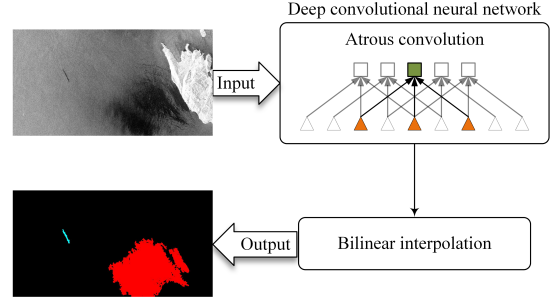 Deep convolutional neural network
Atrous convolution
Input
Output
Bilinear interpolation